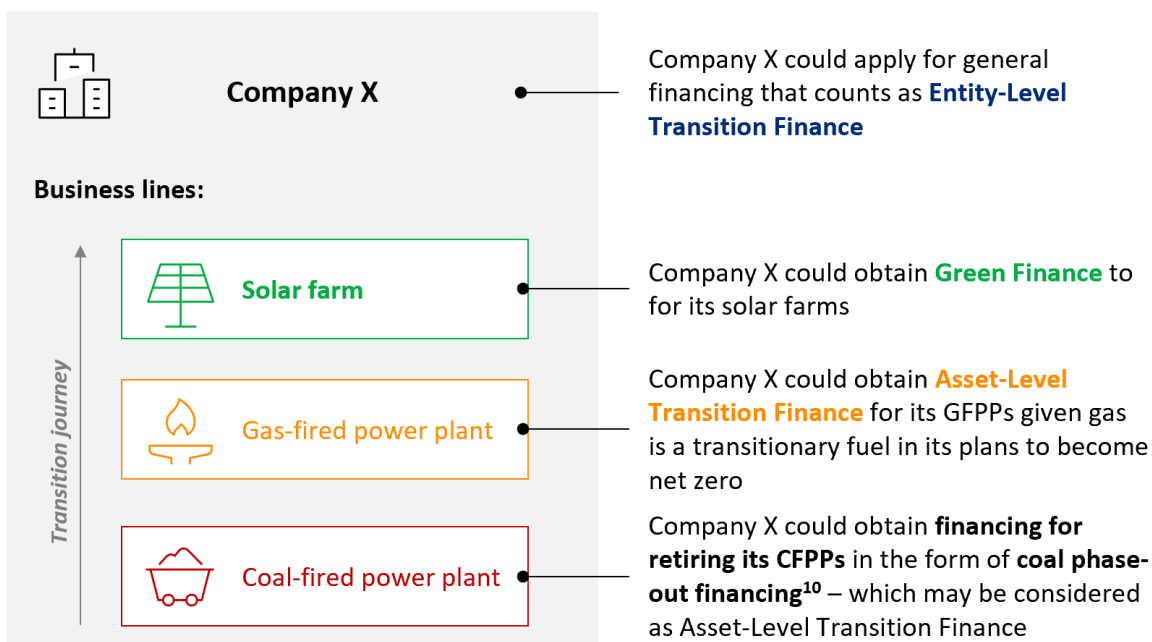 Company X
Company X could apply for general
financing that counts as Entity-Level
Transition Finance
Business lines:
Transition journey
Solar farm
Company X could obtain Green Finance to
for its solar farms
Gas-fired power plant
Company X could obtain Asset-Level
Transition Finance for its GFPPs given gas
is a transitionary fuel in its plans to become
net zero
Coal-fired power plant
Company X could obtain financing for
retiring its CFPPs in the form of coal phase-
out financing¹⁰ – which may be considered
as Asset-Level Transition Finance